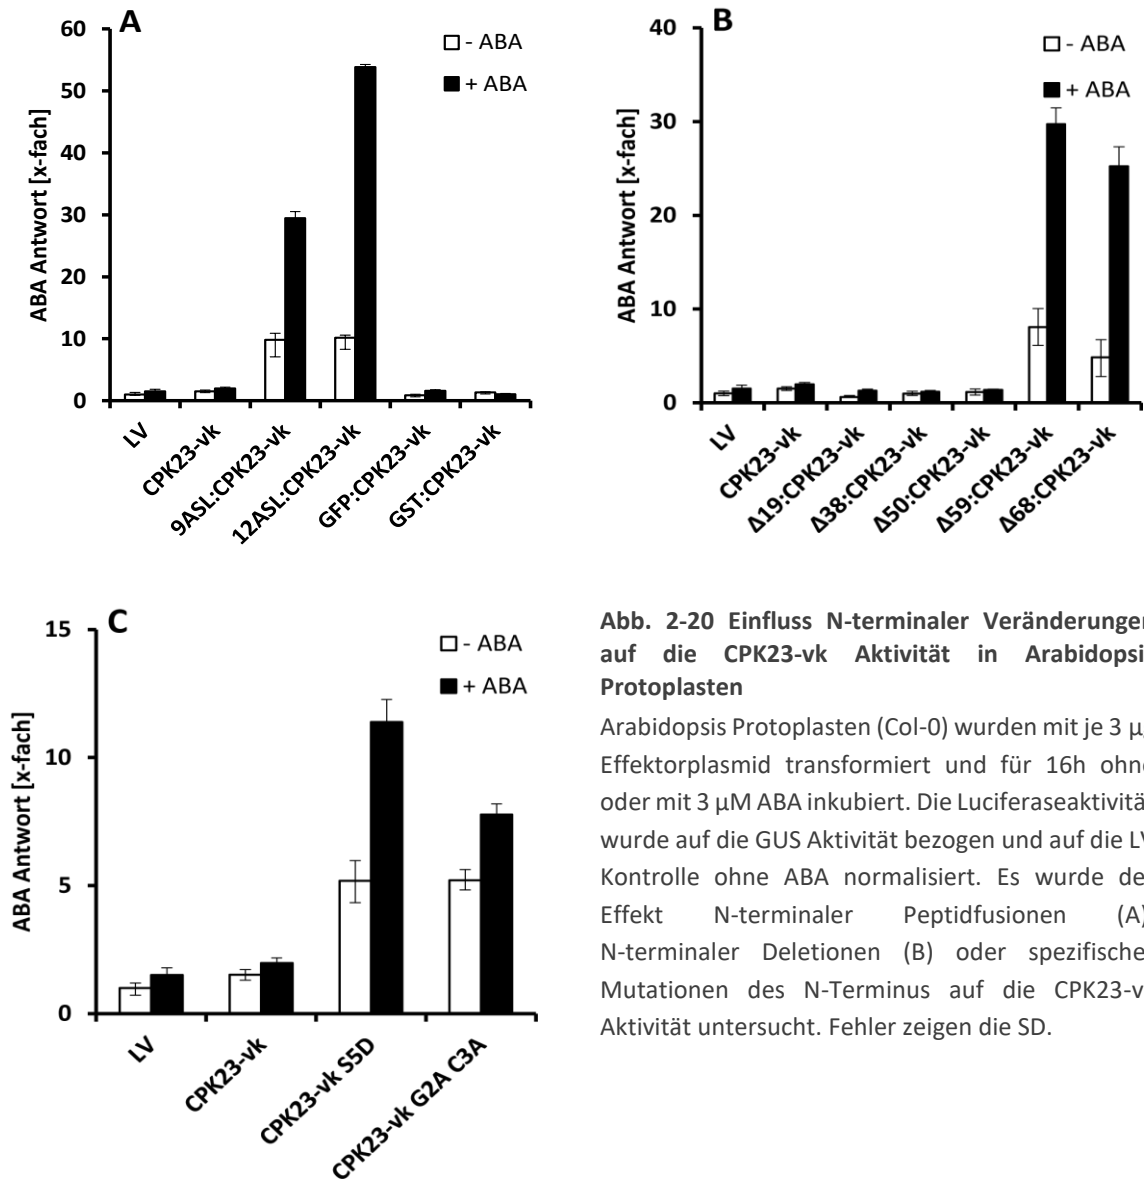 A
60
50
40
30
20
10
0
ABA Antwort [x-fach]
- ABA
+ ABA
LV
CPK23-vk
9ASL:CPK23-vk
12ASL:CPK23-vk
GFP:CPK23-vk
GST:CPK23-vk
B
40
30
20
10
0
ABA Antwort [x-fach]
- ABA
+ ABA
LV
CPK23-vk
Δ19:CPK23-vk
Δ38:CPK23-vk
Δ50:CPK23-vk
Δ59:CPK23-vk
Δ68:CPK23-vk
C
15
10
5
0
ABA Antwort [x-fach]
- ABA
+ ABA
LV
CPK23-vk
CPK23-vk S5D
CPK23-vk G2A C3A
Abb. 2-20 Einfluss N-terminaler Veränderungen
auf die CPK23-vk Aktivität in Arabidopsi
Protoplasten
Arabidopsis Protoplasten (Col-0) wurden mit je 3 µ
Effektorplasmid transformiert und für 16h ohne
oder mit 3 µM ABA inkubiert. Die Luciferaseaktivitä
wurde auf die GUS Aktivität bezogen und auf die LV
Kontrolle ohne ABA normalisiert. Es wurde de
Effekt N-terminaler Peptidfusionen (A)
N-terminaler Deletionen (B) oder spezifische
Mutationen des N-Terminus auf die CPK23-v
Aktivität untersucht. Fehler zeigen die SD.